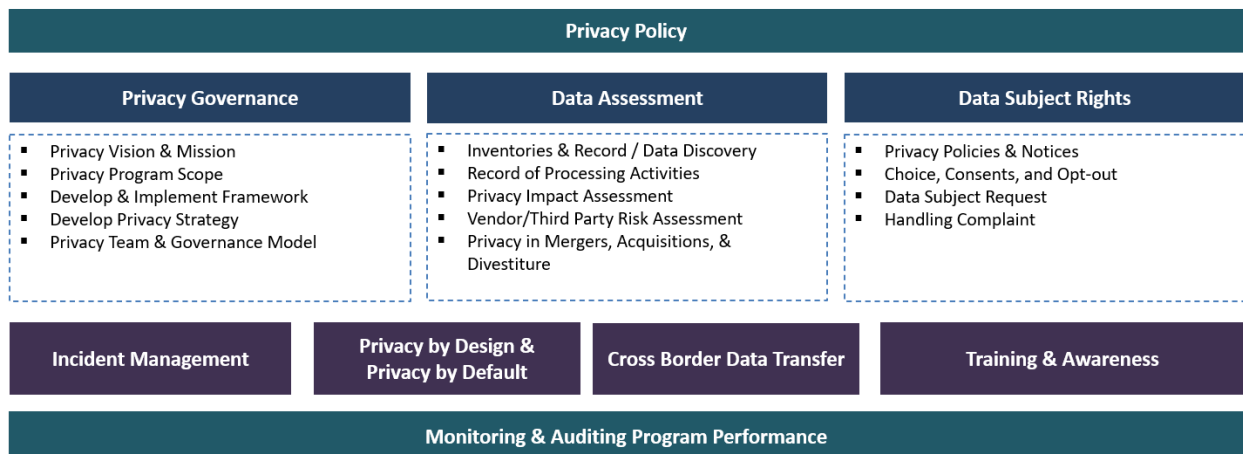 Privacy Policy
Privacy Governance
▪ Privacy Vision & Mission
▪ Privacy Program Scope
▪ Develop & Implement Framework
▪ Develop Privacy Strategy
▪ Privacy Team & Governance Model
Data Assessment
▪ Inventories & Record / Data Discovery
▪ Record of Processing Activities
▪ Privacy Impact Assessment
▪ Vendor/Third Party Risk Assessment
▪ Privacy in Mergers, Acquisitions, &
Divestiture
Data Subject Rights
▪ Privacy Policies & Notices
▪ Choice, Consents, and Opt-out
▪ Data Subject Request
▪ Handling Complaint
Incident Management
Privacy by Design &
Privacy by Default
Cross Border Data Transfer
Training & Awareness
Monitoring & Auditing Program Performance